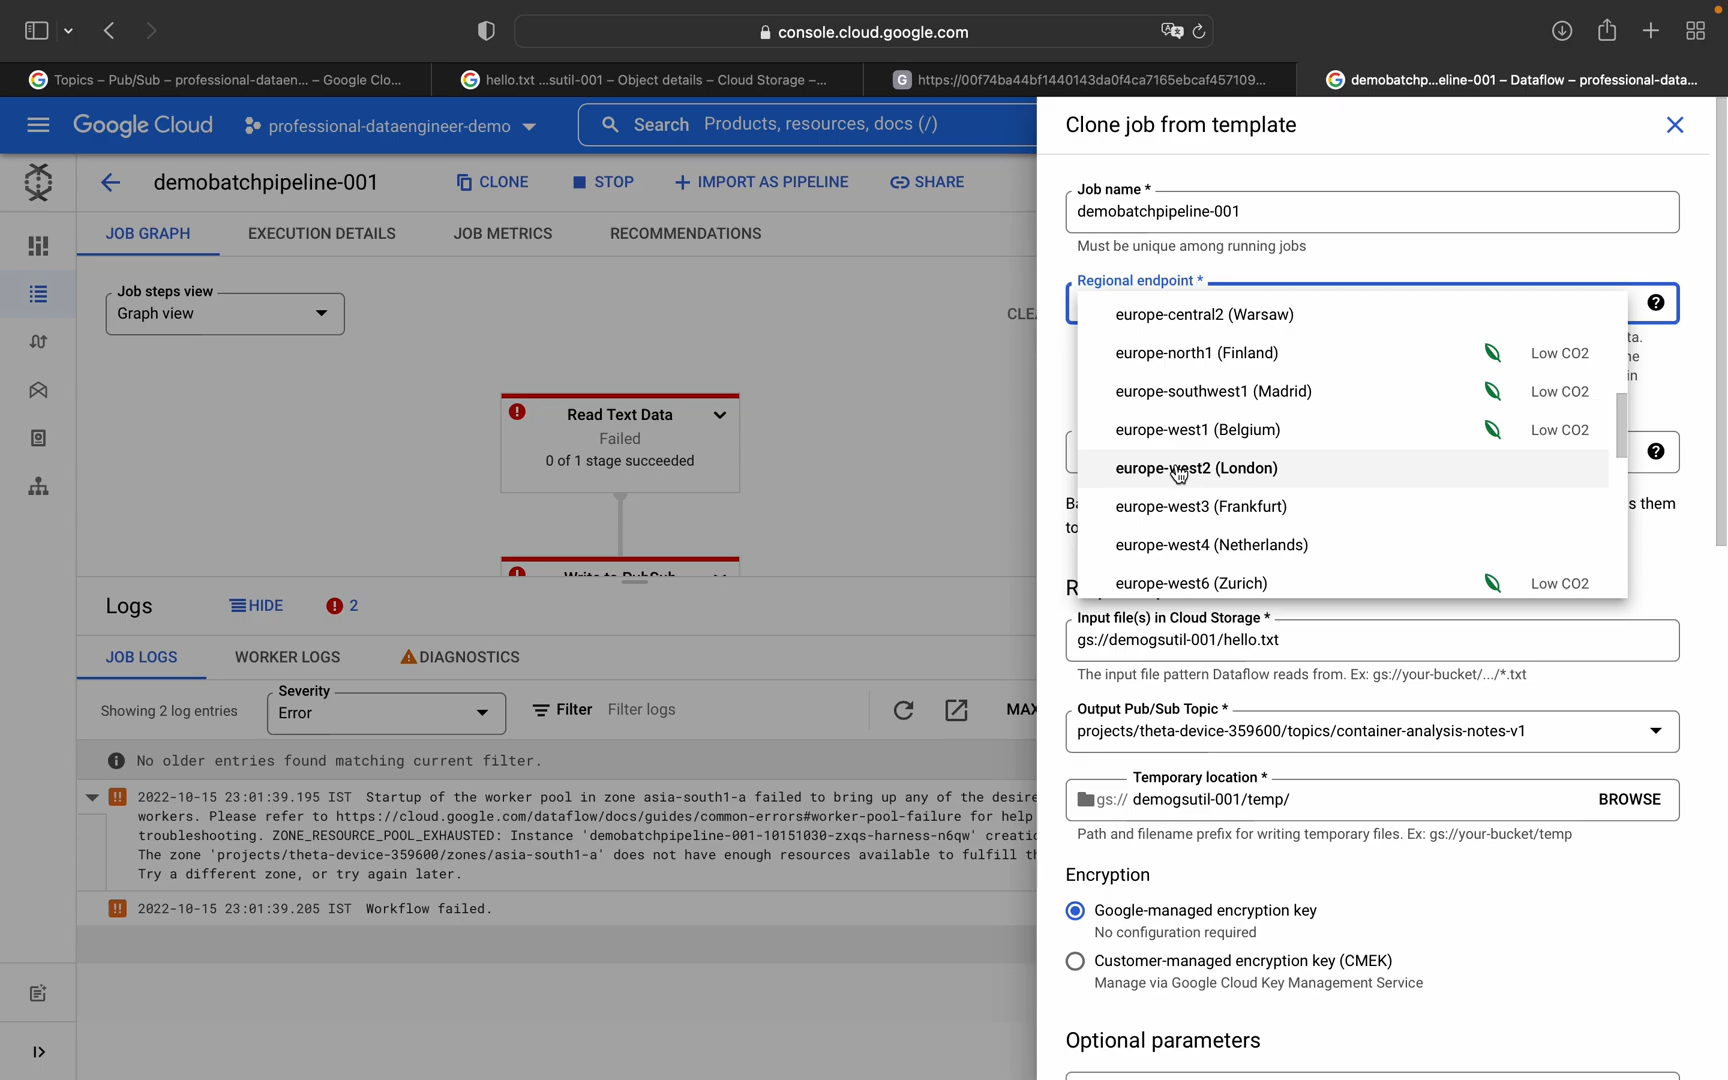 console.cloud.google.com
Topics – Pub/Sub – professional-dataen... – Google Clo...
hello.txt ...sutil-001 – Object details – Cloud Storage –...
https://00f74ba44bf1440143da0f4ca7165ebcaf457109...
demobatchp...eline-001 – Dataflow – professional-data...
Google Cloud
professional-dataengineer-demo
Search Products, resources, docs (/)
demobatchpipeline-001
CLONE
STOP
IMPORT AS PIPELINE
SHARE
JOB GRAPH
EXECUTION DETAILS
JOB METRICS
RECOMMENDATIONS
Job steps view
Graph view
CLE
Read Text Data
Failed
0 of 1 stage succeeded
Logs
HIDE
2
JOB LOGS
WORKER LOGS
DIAGNOSTICS
Showing 2 log entries
Severity
Error
Filter Filter logs
MAX
No older entries found matching current filter.
2022-10-15 23:01:39.195 IST Startup of the worker pool in zone asia-south1-a failed to bring up any of the desire
workers. Please refer to https://cloud.google.com/dataflow/docs/guides/common-errors#worker-pool-failure for help
troubleshooting. ZONE_RESOURCE_POOL_EXHAUSTED: Instance 'demobatchpipeline-001-10151030-zxqs-harness-n6qw' creatio
The zone 'projects/theta-device-359600/zones/asia-south1-a' does not have enough resources available to fulfill th
Try a different zone, or try again later.
2022-10-15 23:01:39.205 IST Workflow failed.
Clone job from template
Job name *
demobatchpipeline-001
Must be unique among running jobs
Regional endpoint *
europe-central2 (Warsaw)
europe-north1 (Finland) Low CO2
europe-southwest1 (Madrid) Low CO2
europe-west1 (Belgium) Low CO2
europe-west2 (London)
europe-west3 (Frankfurt)
europe-west4 (Netherlands)
europe-west6 (Zurich) Low CO2
ta.
in
s them
to
Input file(s) in Cloud Storage *
gs://demogsutil-001/hello.txt
The input file pattern Dataflow reads from. Ex: gs://your-bucket/.../*.txt
Output Pub/Sub Topic *
projects/theta-device-359600/topics/container-analysis-notes-v1
Temporary location *
gs:// demogsutil-001/temp/
BROWSE
Path and filename prefix for writing temporary files. Ex: gs://your-bucket/temp
Encryption
Google-managed encryption key
No configuration required
Customer-managed encryption key (CMEK)
Manage via Google Cloud Key Management Service
Optional parameters